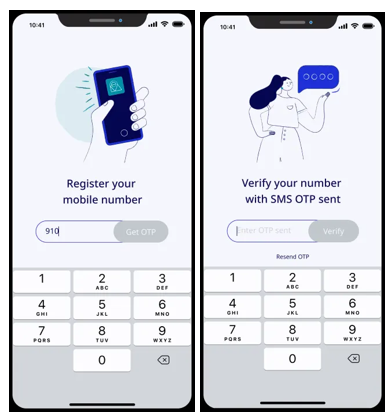 10:41
Register your
mobile number
910
Get OTP
1
2 ABC
3 DEF
4 GHI
5 JKL
6 MNO
7 PQRS
8 TUV
9 WXYZ
0
10:41
Verify your number
with SMS OTP sent
Enter OTP sent
Verify
Resend OTP
1
2 ABC
3 DEF
4 GHI
5 JKL
6 MNO
7 PQRS
8 TUV
9 WXYZ
0